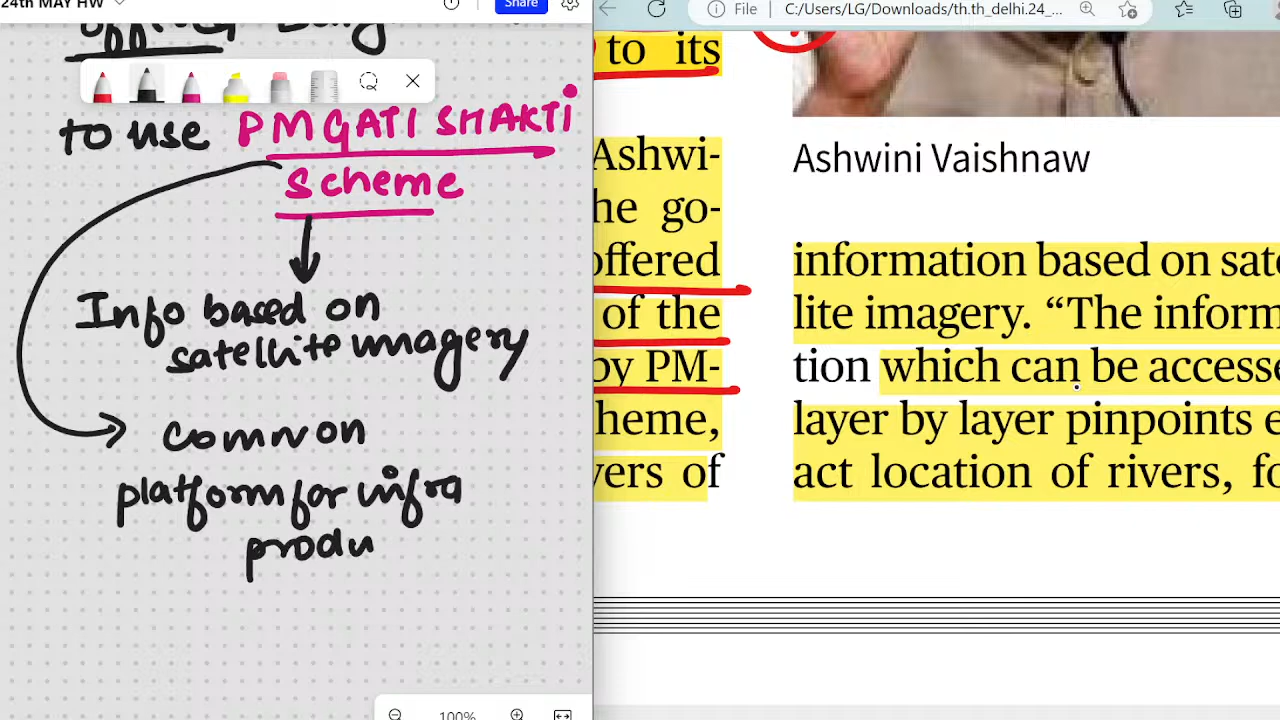 24th MAY HW
Share
to use PM GATI SHAKTI
scheme
Info based on
satellite imagery
common
platform for infra
produ
100%
File
C:/Users/LG/Downloads/th.th_delhi.24_...
to its
Ashwi-
he go-
offered
of the
by PM-
heme,
yers of
Ashwini Vaishnaw
information based on sate
lite imagery. “The inform
tion which can be accesse
layer by layer pinpoints e
act location of rivers, fo